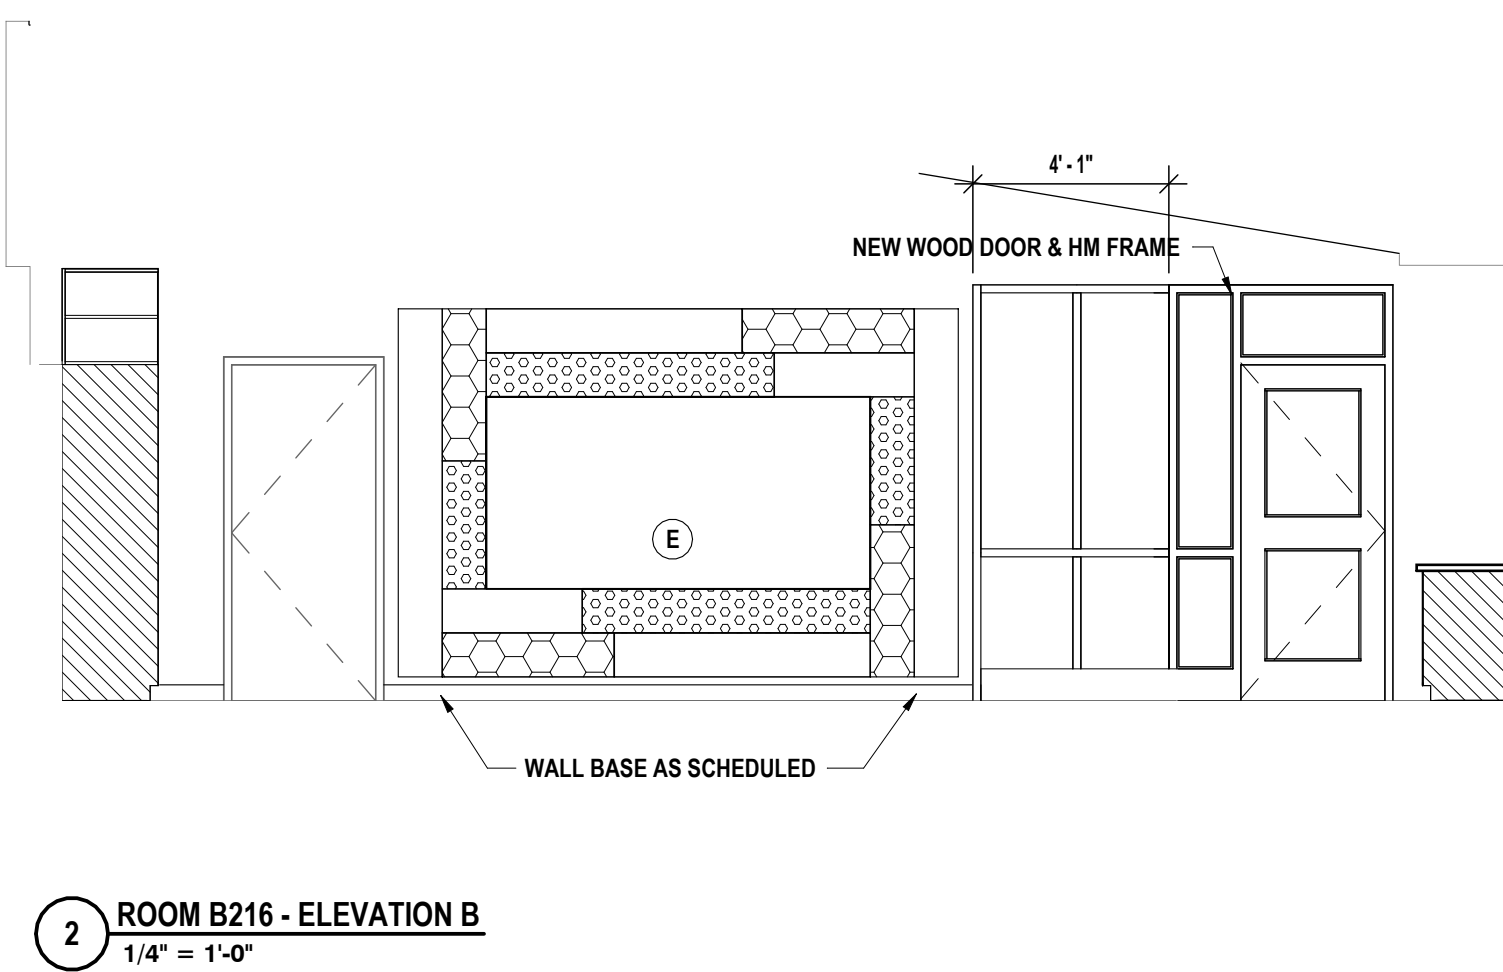 4' - 1"
NEW WOOD DOOR & HM FRAME
E
WALL BASE AS SCHEDULED
2
ROOM B216 - ELEVATION B
1/4" = 1'-0"